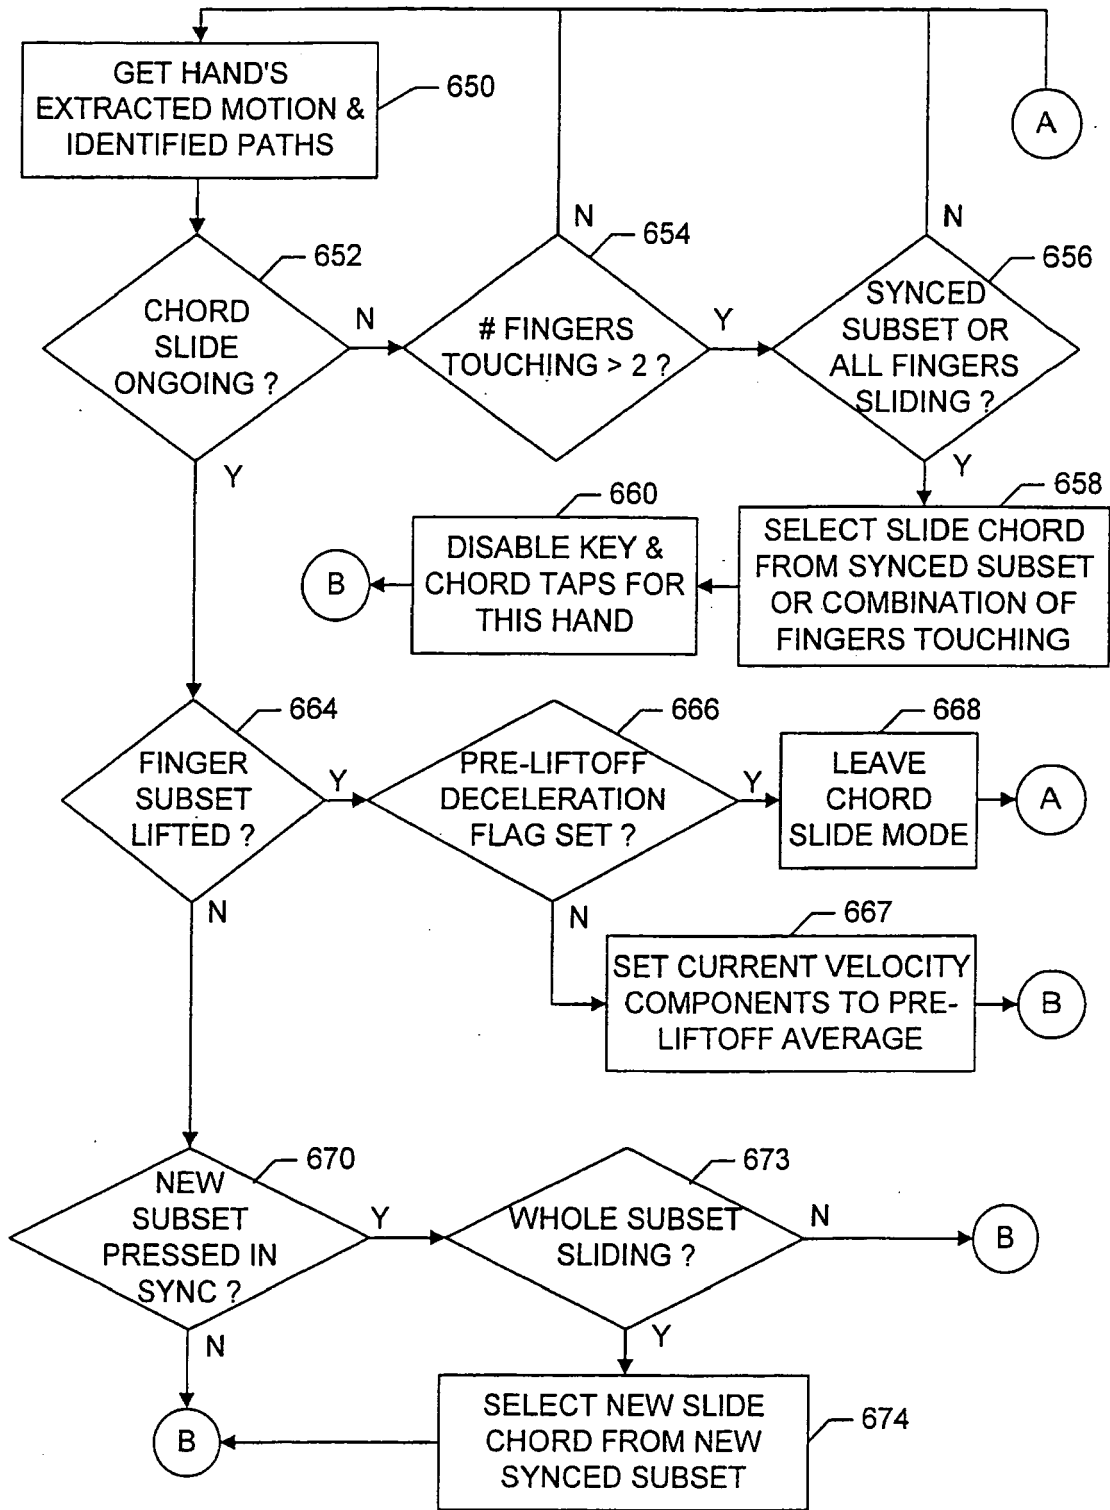 GET HAND'S
EXTRACTED MOTION &
IDENTIFIED PATHS
650
A
652
CHORD
SLIDE
ONGOING ?
N
Y
654
# FINGERS
TOUCHING > 2 ?
N
Y
656
SYNCED
SUBSET OR
ALL FINGERS
SLIDING ?
N
Y
658
SELECT SLIDE CHORD
FROM SYNCED SUBSET
OR COMBINATION OF
FINGERS TOUCHING
660
DISABLE KEY &
CHORD TAPS FOR
THIS HAND
B
664
FINGER
SUBSET
LIFTED ?
Y
N
666
PRE-LIFTOFF
DECELERATION
FLAG SET ?
Y
N
668
LEAVE
CHORD
SLIDE MODE
A
667
SET CURRENT VELOCITY
COMPONENTS TO PRE-
LIFTOFF AVERAGE
B
670
NEW
SUBSET
PRESSED IN
SYNC ?
Y
N
673
WHOLE SUBSET
SLIDING ?
N
B
Y
674
SELECT NEW SLIDE
CHORD FROM NEW
SYNCED SUBSET
B